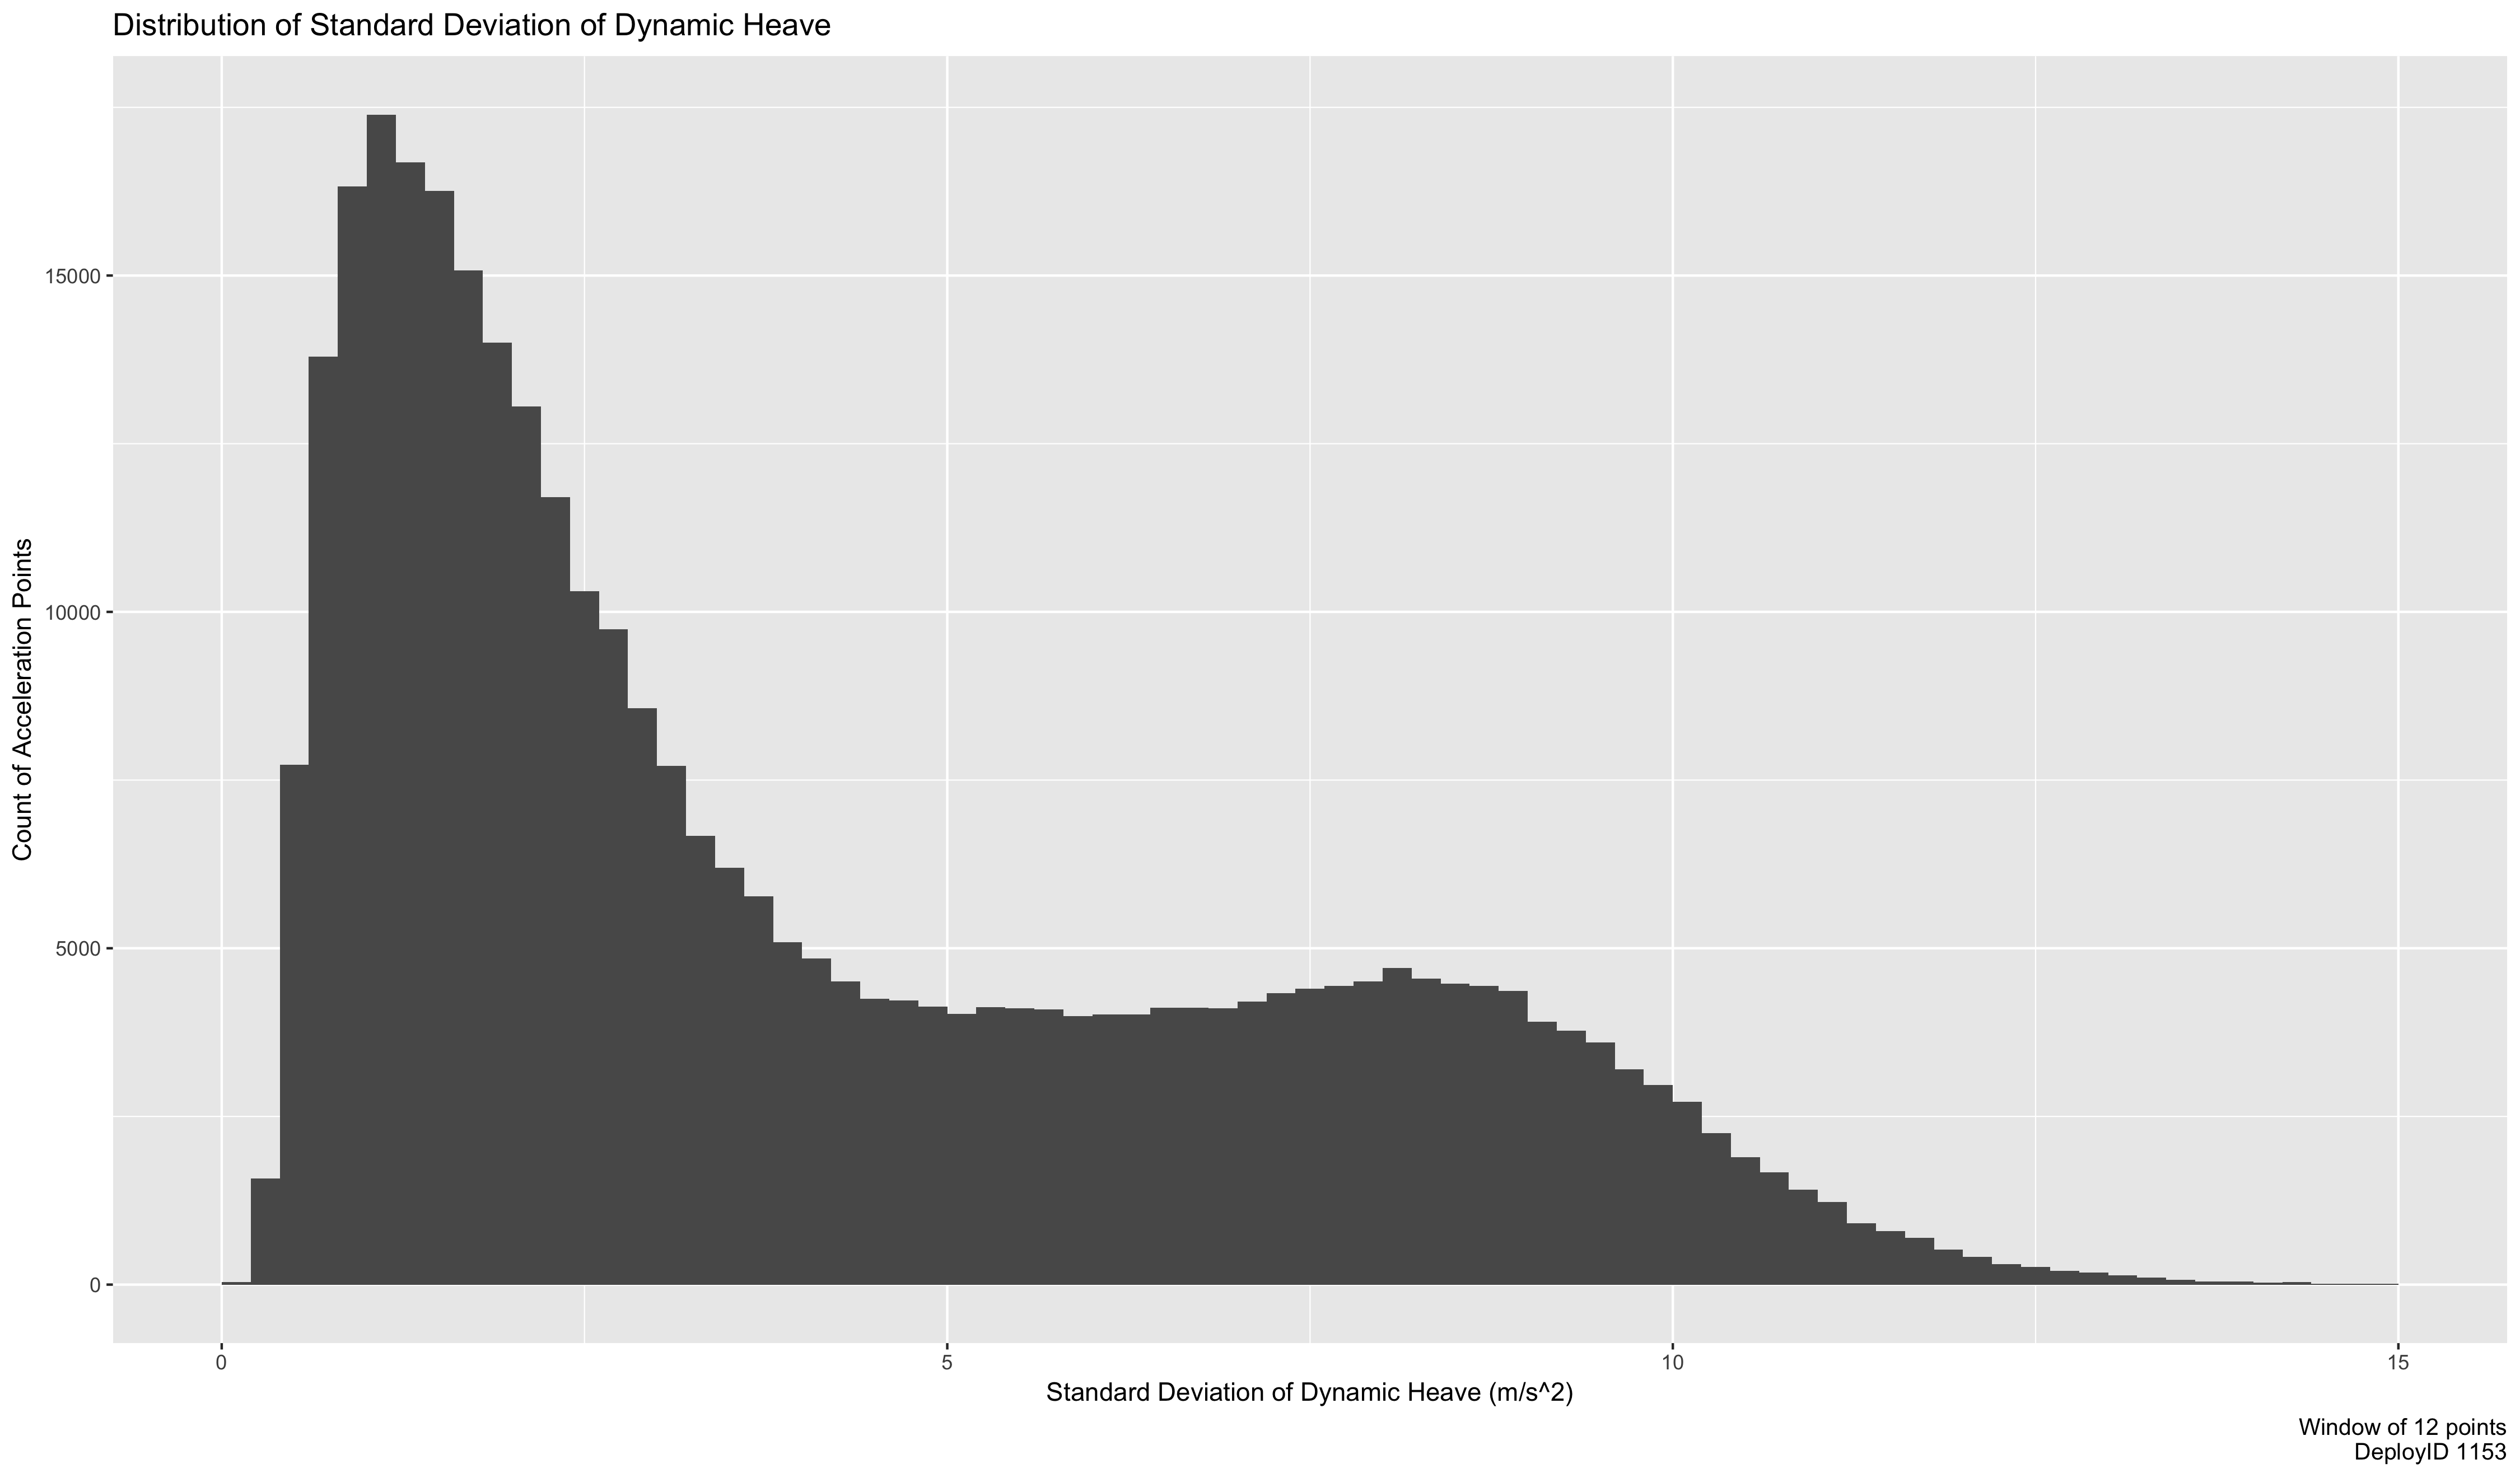 Distribution of Standard Deviation of Dynamic Heave
Count of Acceleration Points
15000
10000
5000
0
0
5
10
15
Standard Deviation of Dynamic Heave (m/s^2)
Window of 12 points
DeployID 1153